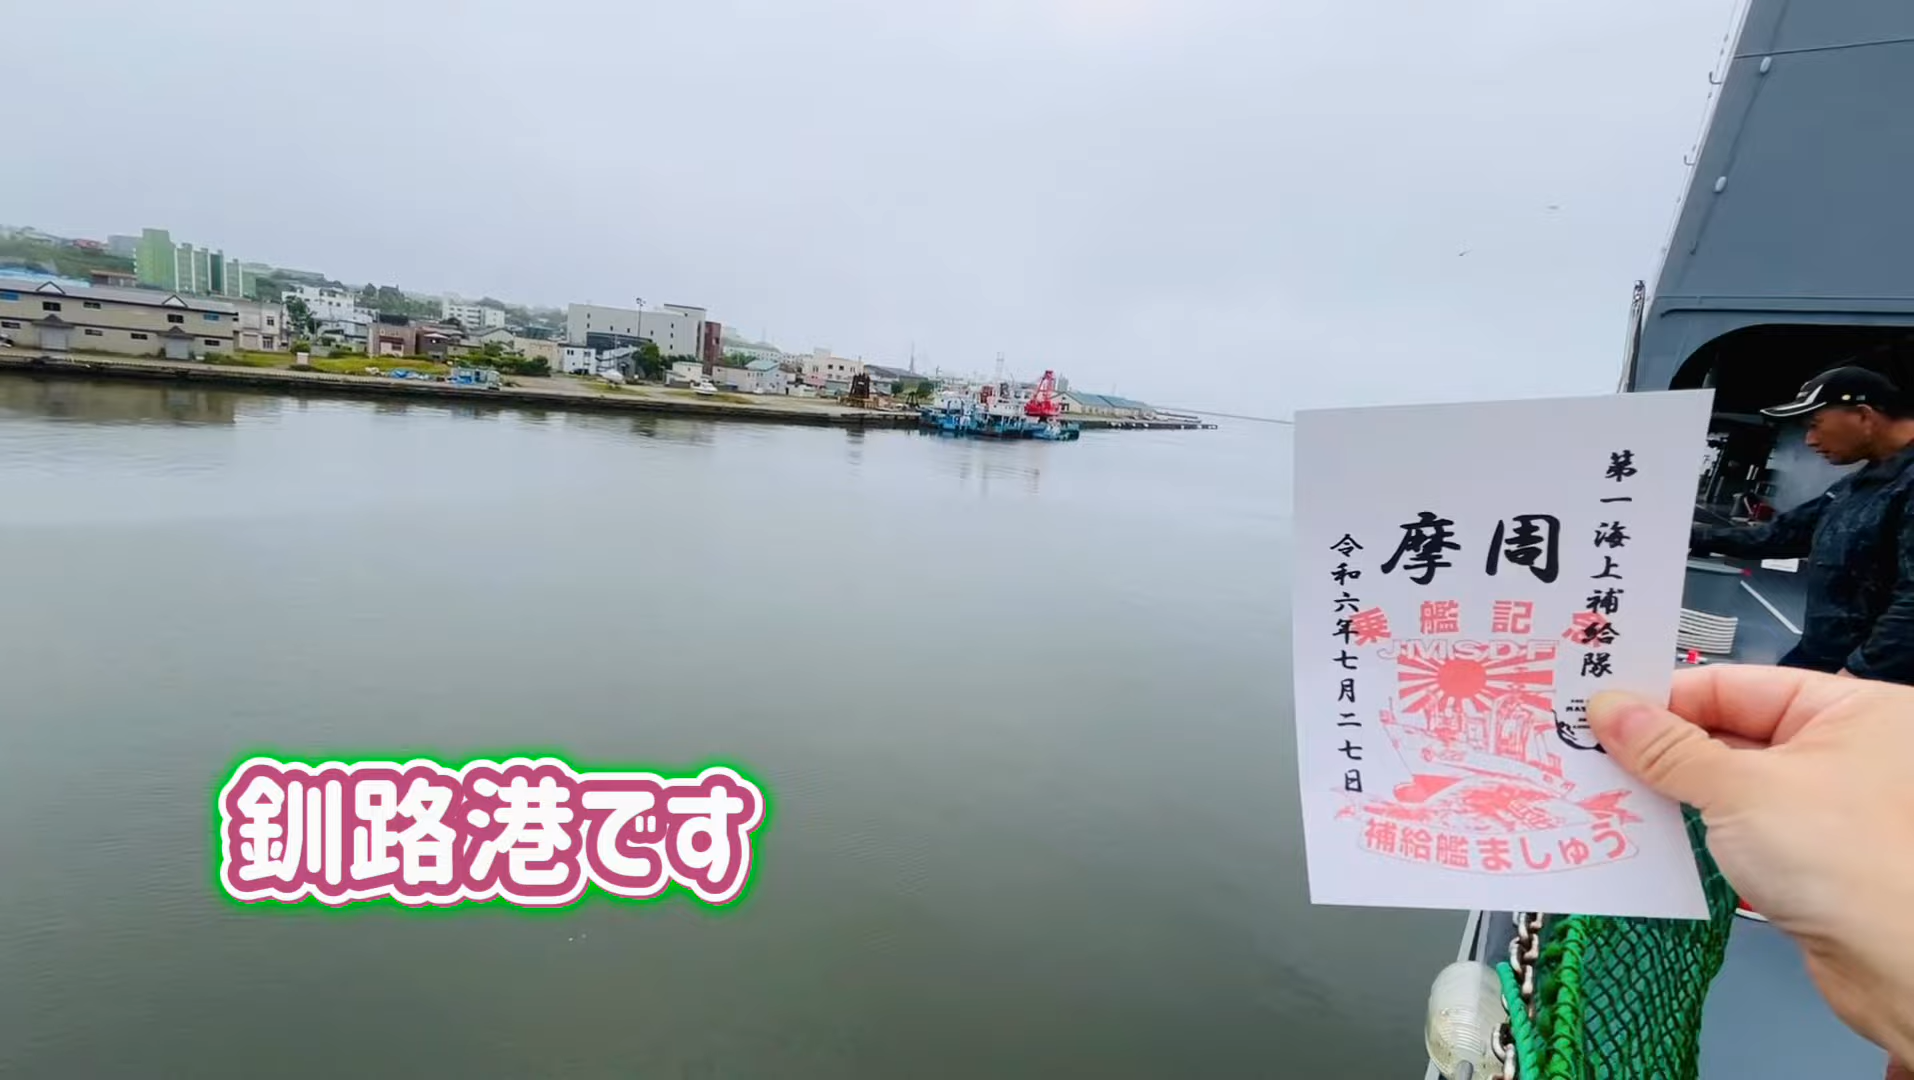 第一海上補給隊
摩周
令和六年七月二七日
乗艦記念
JMSDF
補給艦ましゅう
釧路港です